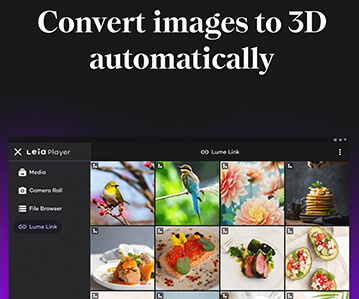 Convert images to 3D
automatically
Leia Player
Lume Link
Media
Camera Roll
File Browser
Lume Link